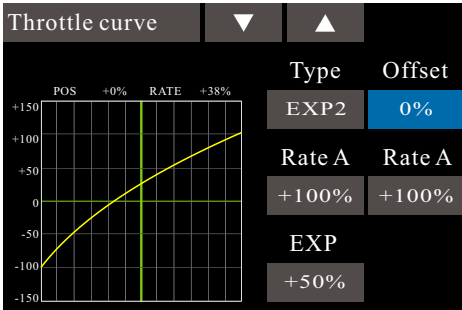 Throttle curve
Type Offset
POS +0% RATE +38%
EXP2 0%
+150
+100
+50
0
-50
-100
-150
Rate A Rate A
+100% +100%
EXP
+50%